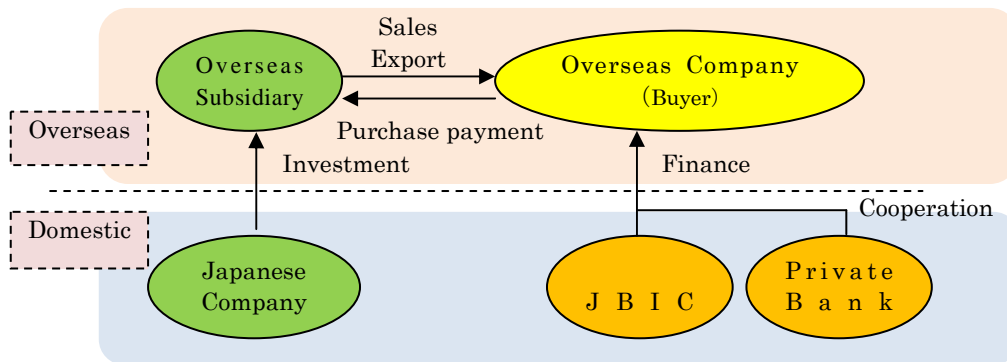 Sales
Export
Overseas
Subsidiary
Overseas Company
(Buyer)
Purchase payment
Overseas
Investment
Finance
Cooperation
Domestic
Japanese
Company
JBIC
Private
Bank